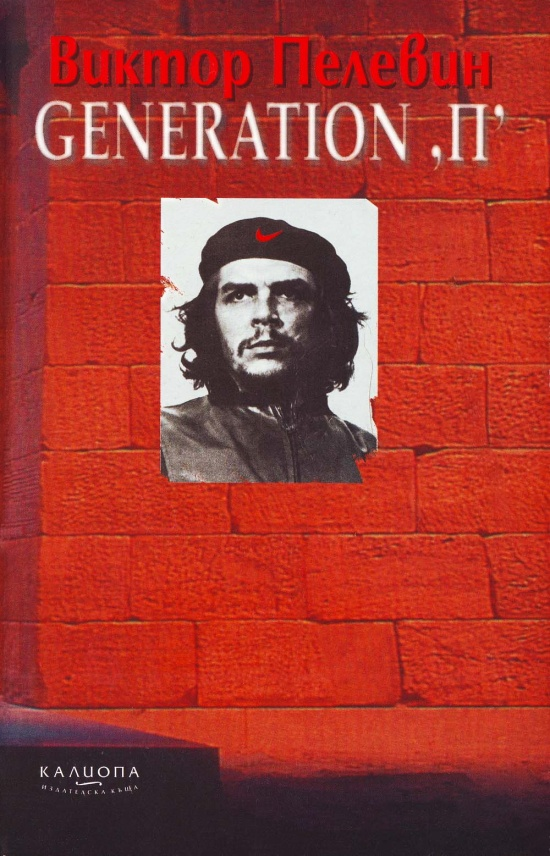 Виктор Пелевин
GENERATION ‚П’
КАЛИОПА
ИЗДАТЕЛСКА КЪЩА